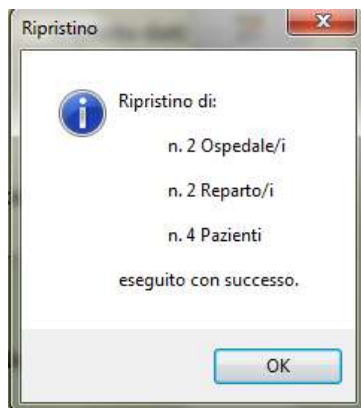 Ripristino
Ripristino di:
n. 2 Ospedale/i
n. 2 Reparto/i
n. 4 Pazienti
eseguito con successo.
OK